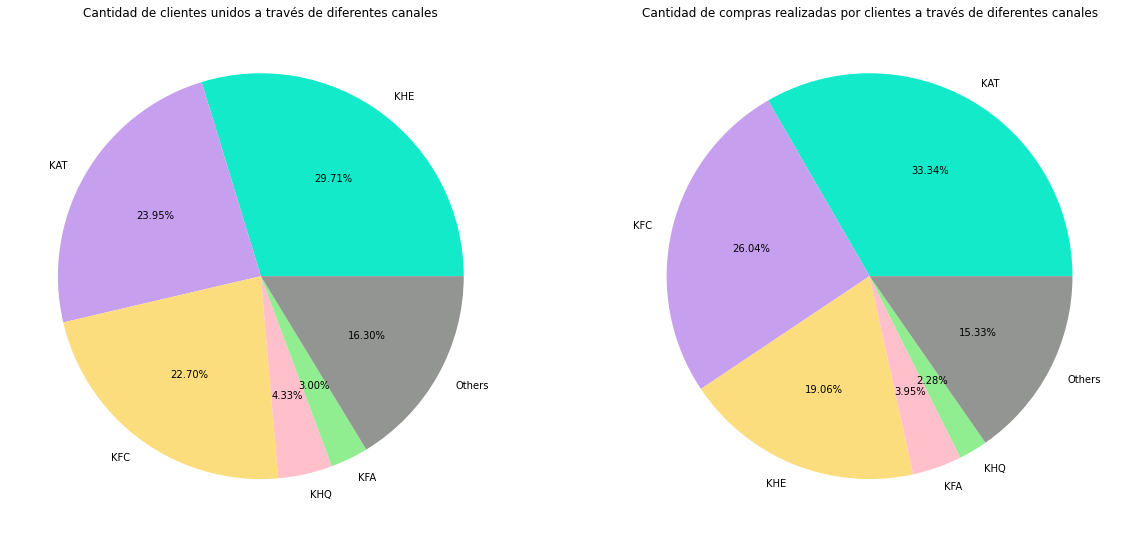 Cantidad de clientes unidos a través de diferentes canales
KHE
KAT
29.71%
23.95%
16.30%
22.70%
3.00%
4.33%
Others
KFC
KFA
KHQ
Cantidad de compras realizadas por clientes a través de diferentes canales
KAT
33.34%
KFC
26.04%
15.33%
2.28%
Others
19.06%
3.95%
KHQ
KHE
KFA